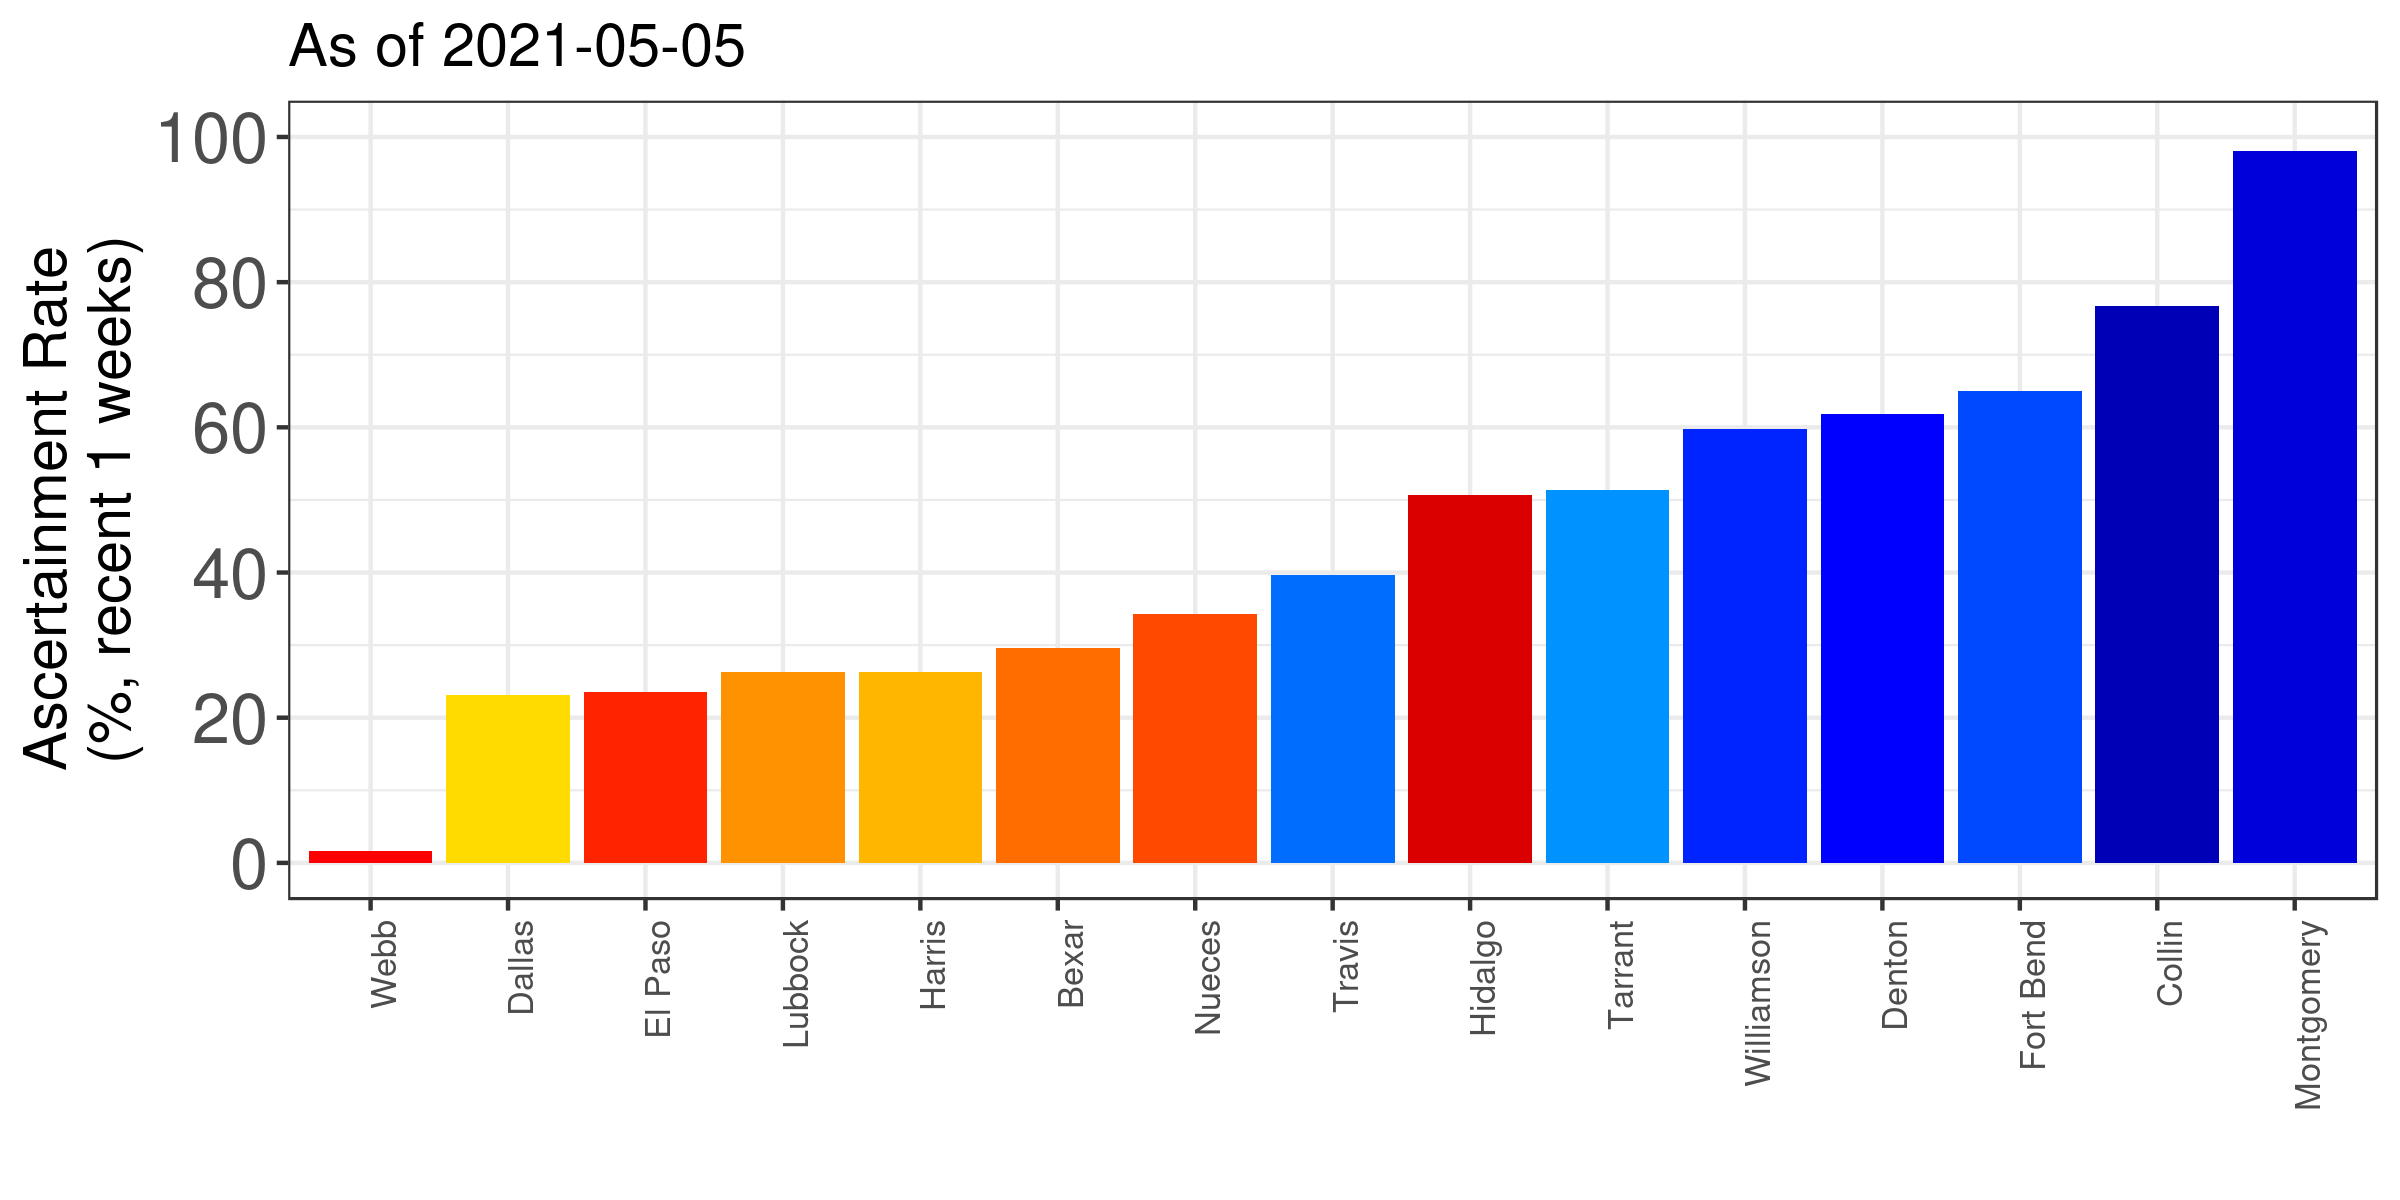 As of 2021-05-05
Ascertainment Rate
(%, recent 1 weeks)
100
80
60
40
20
0
Webb
Dallas
El Paso
Lubbock
Harris
Bexar
Nueces
Travis
Hidalgo
Tarrant
Williamson
Denton
Fort Bend
Collin
Montgomery